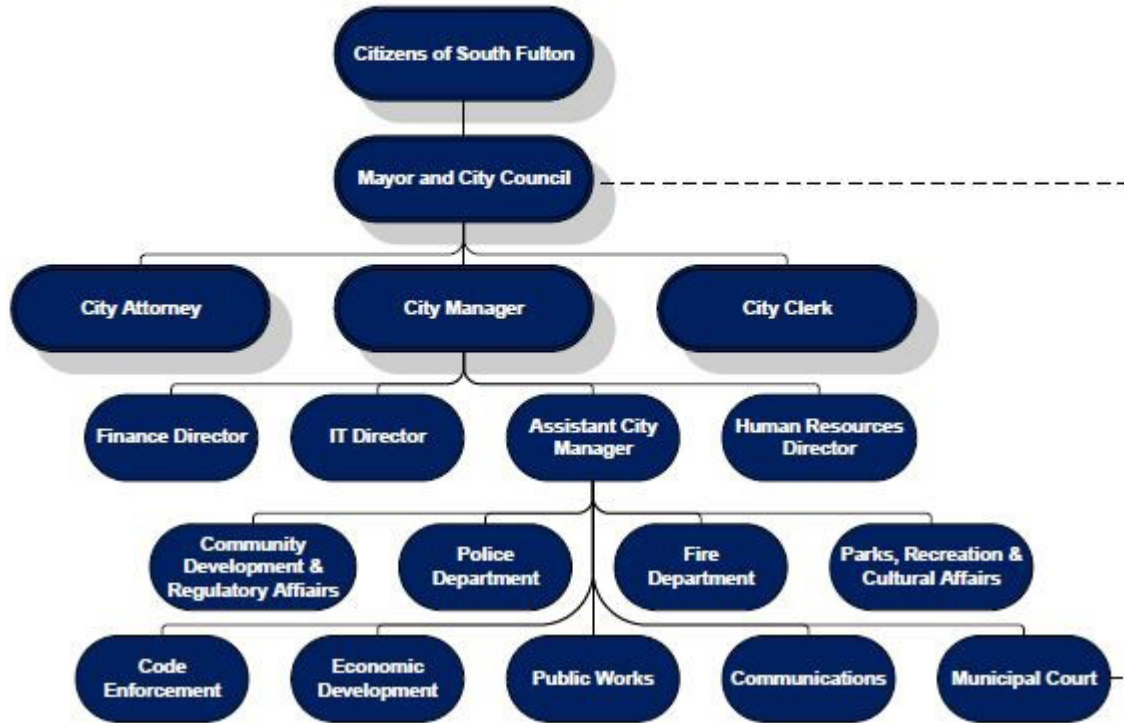 Citizens of South Fulton
Mayor and City Council
City Attorney
City Manager
City Clerk
Finance Director
IT Director
Assistant City
Manager
Human Resources
Director
Community
Development &
Regulatory Affiairs
Police
Department
Fire
Department
Parks, Recreation &
Cultural Affairs
Code
Enforcement
Economic
Development
Public Works
Communications
Municipal Court